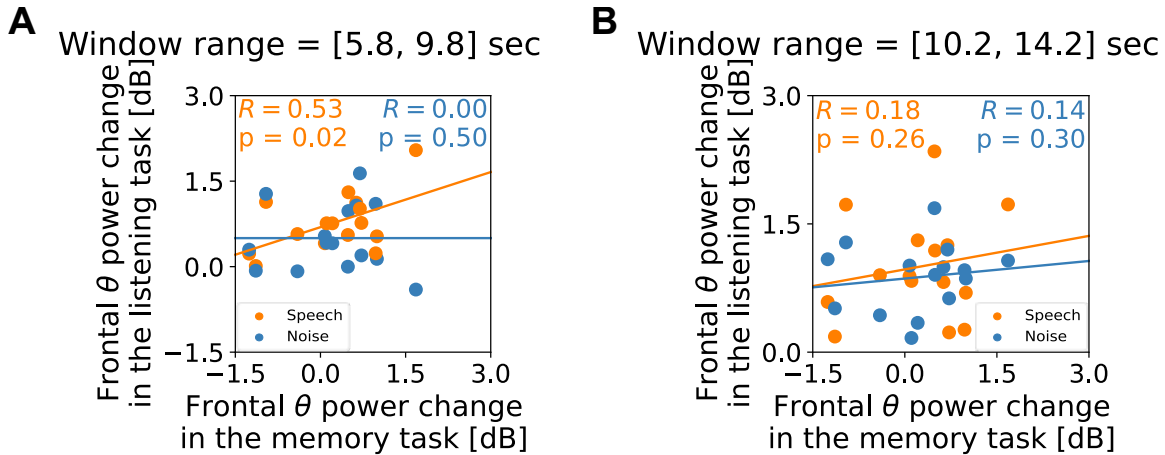 A
Window range = [5.8, 9.8] sec
Frontal θ power change
in the listening task [dB]
3.0
1.5
0.0
−1.5
R = 0.53
p = 0.02
R = 0.00
p = 0.50
Speech
Noise
−1.5
0.0
1.5
3.0
Frontal θ power change
in the memory task [dB]
B
Window range = [10.2, 14.2] sec
Frontal θ power change
in the listening task [dB]
3.0
1.5
0.0
R = 0.18
p = 0.26
R = 0.14
p = 0.30
Speech
Noise
−1.5
0.0
1.5
3.0
Frontal θ power change
in the memory task [dB]